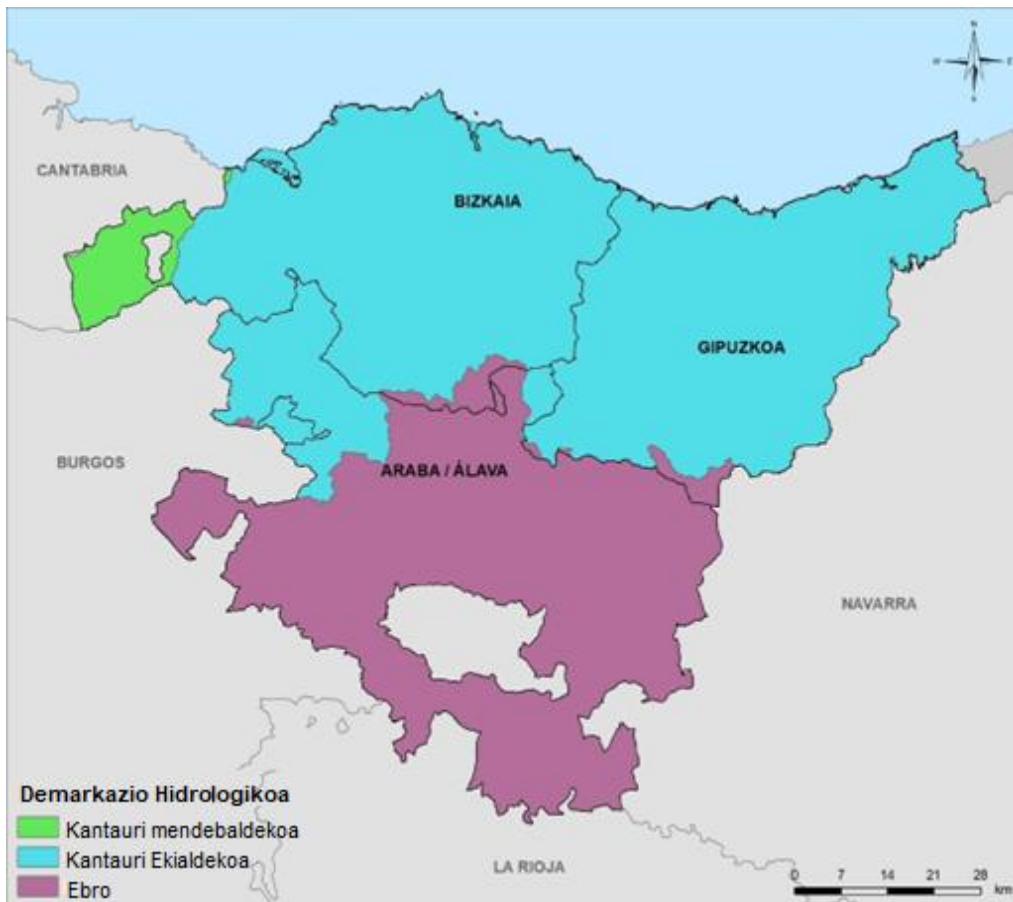 N
W E
S
CANTABRIA
BIZKAIA
GIPUZKOA
BURGOS
ARABA / ÁLAVA
NAVARRA
Demarkazio Hidrologikoa
Kantauri mendebaldekoa
Kantauri Ekialdekoa
Ebro
LA RIOJA
0 7 14 21 28
km